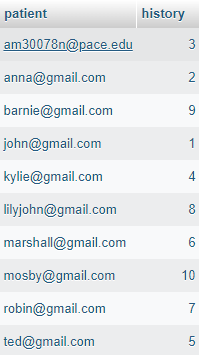 patient history
am30078n@pace.edu 3
anna@gmail.com 2
barnie@gmail.com 9
john@gmail.com 1
kylie@gmail.com 4
lilyjohn@gmail.com 8
marshall@gmail.com 6
mosby@gmail.com 10
robin@gmail.com 7
ted@gmail.com 5